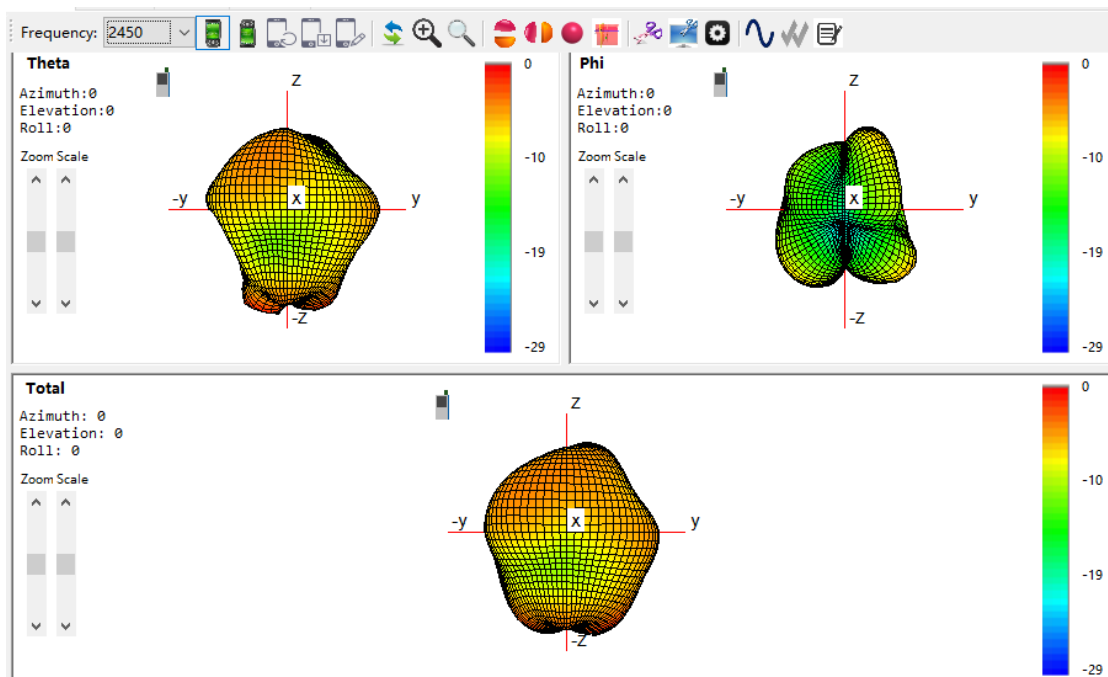 Frequency: 2450
Theta
Azimuth:0
Elevation:0
Roll:0
Zoom Scale
Z
-y
x
y
-Z
0
-10
-19
-29
Phi
Azimuth:0
Elevation:0
Roll:0
Zoom Scale
Z
-y
x
y
-Z
0
-10
-19
-29
Total
Azimuth: 0
Elevation: 0
Roll: 0
Zoom Scale
Z
-y
x
y
-Z
0
-10
-19
-29